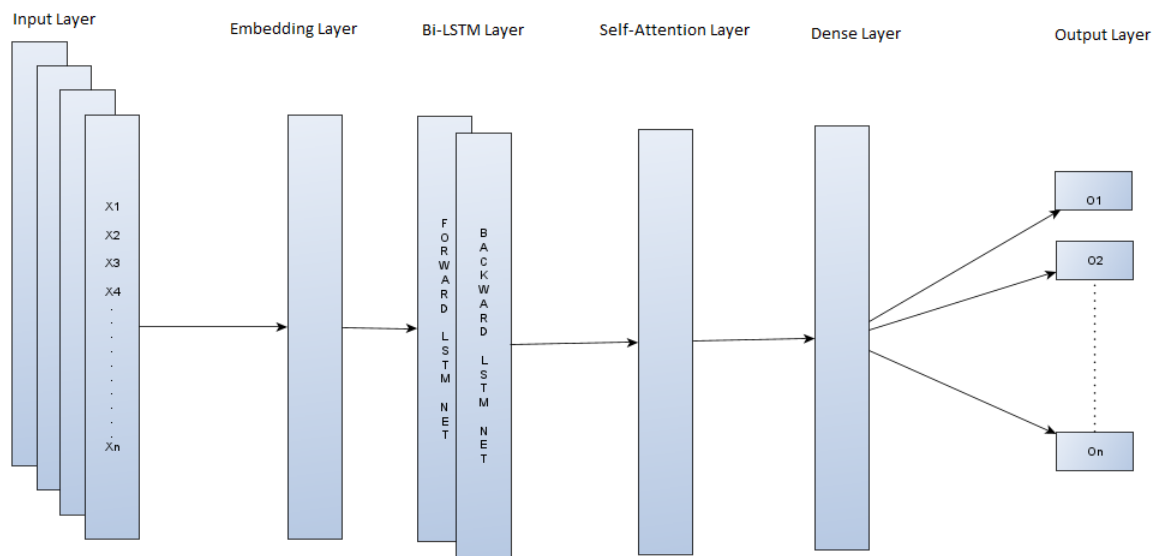 Input Layer
Embedding Layer
Bi-LSTM Layer
Self-Attention Layer
Dense Layer
Output Layer
X1
X2
X3
X4
Xn
FORWARD LSTM NET
BACKWARD LSTM NET
O1
O2
On